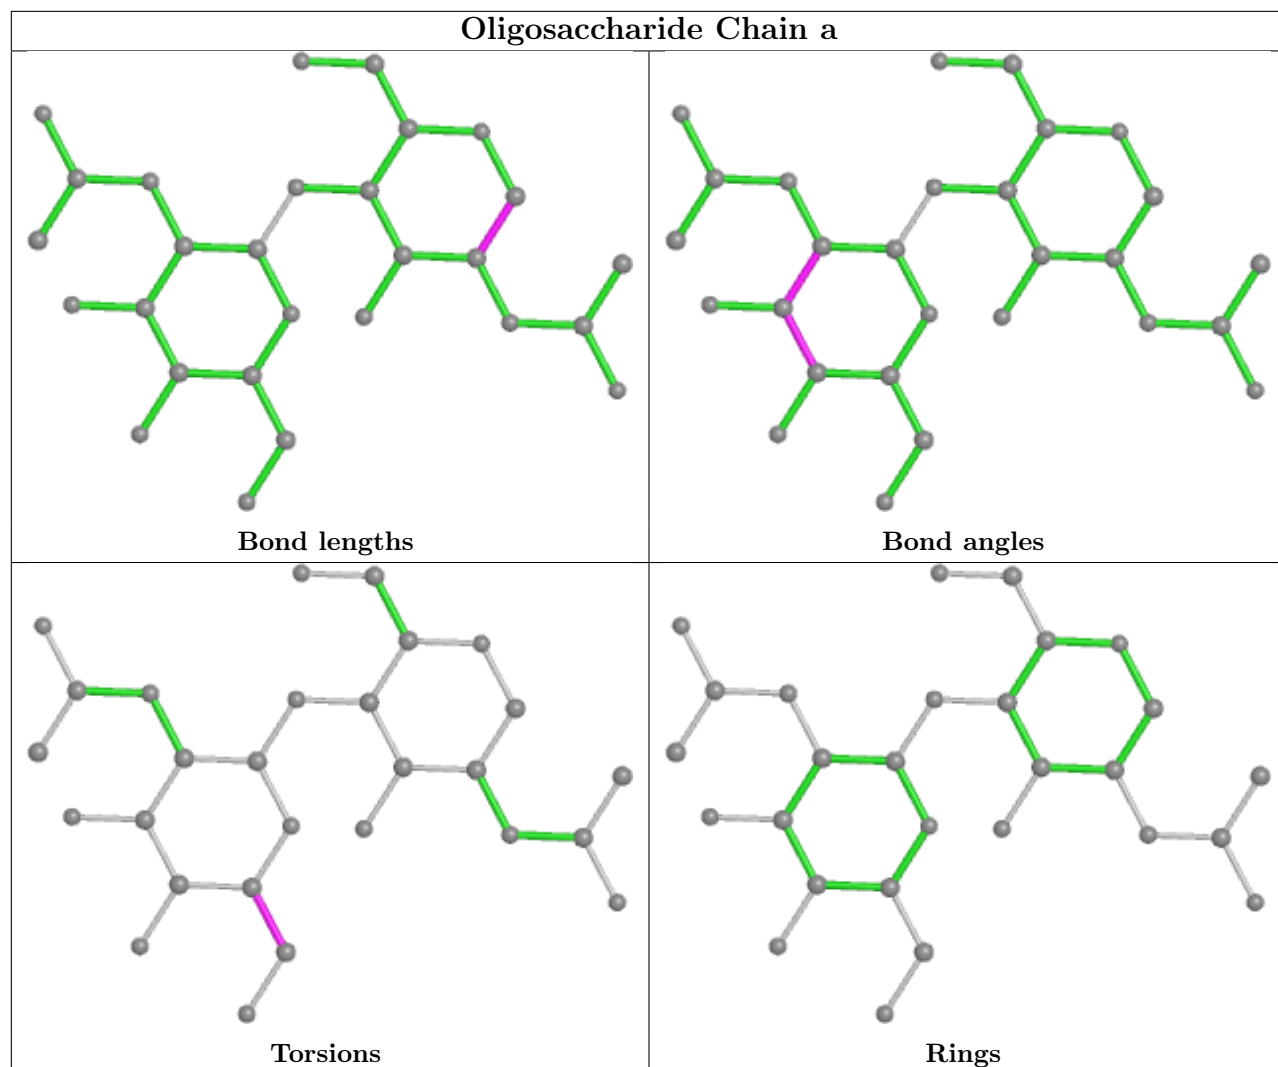 Oligosaccharide Chain a
Bond lengths
Bond angles
Torsions
Rings